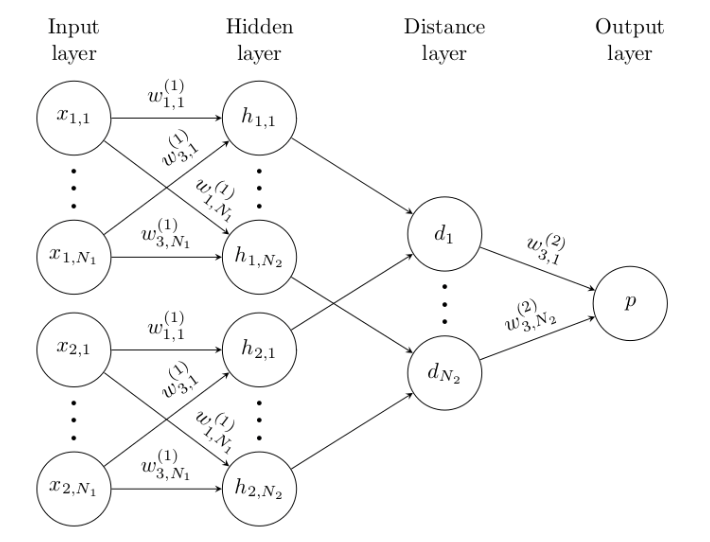 Input layer
Hidden layer
Distance layer
Output layer
x_{1,1}
w_{1,1}^{(1)}
h_{1,1}
w_{3,1}^{(1)}
w_{1,N_1}^{(1)}
x_{1,N_1}
w_{3,N_1}^{(1)}
h_{1,N_2}
d_1
w_{3,1}^{(2)}
p
x_{2,1}
w_{1,1}^{(1)}
h_{2,1}
w_{3,N_2}^{(2)}
d_{N_2}
w_{3,1}^{(1)}
w_{1,N_1}^{(1)}
x_{2,N_1}
w_{3,N_1}^{(1)}
h_{2,N_2}